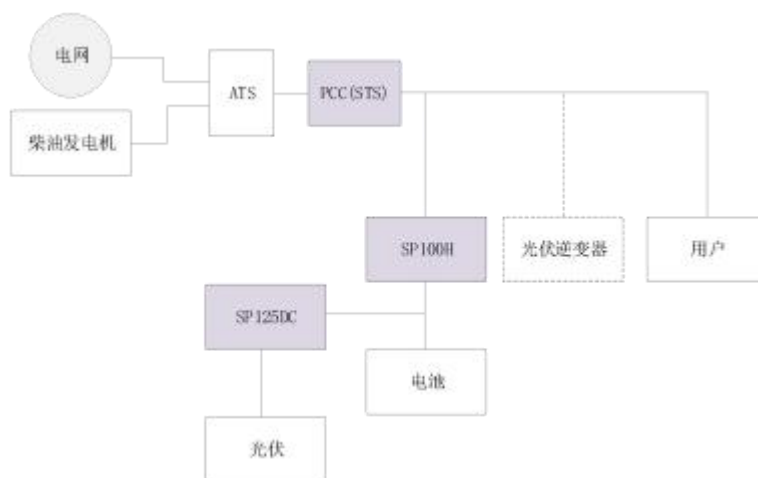 电网
ATS
PCC(STS)
柴油发电机
SP100H
光伏逆变器
用户
SP125DC
电池
光伏